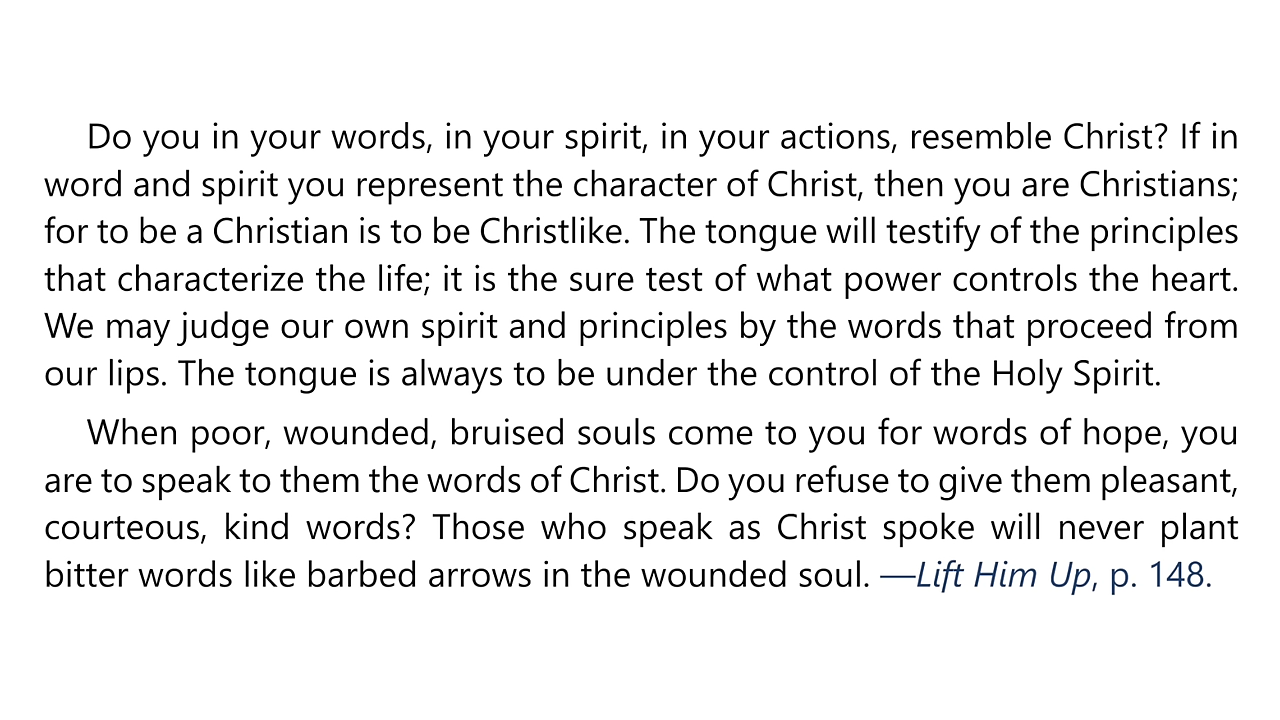 Do you in your words, in your spirit, in your actions, resemble Christ? If in
word and spirit you represent the character of Christ, then you are Christians;
for to be a Christian is to be Christlike. The tongue will testify of the principles
that characterize the life; it is the sure test of what power controls the heart.
We may judge our own spirit and principles by the words that proceed from
our lips. The tongue is always to be under the control of the Holy Spirit.
When poor, wounded, bruised souls come to you for words of hope, you
are to speak to them the words of Christ. Do you refuse to give them pleasant,
courteous, kind words? Those who speak as Christ spoke will never plant
bitter words like barbed arrows in the wounded soul. —Lift Him Up, p. 148.